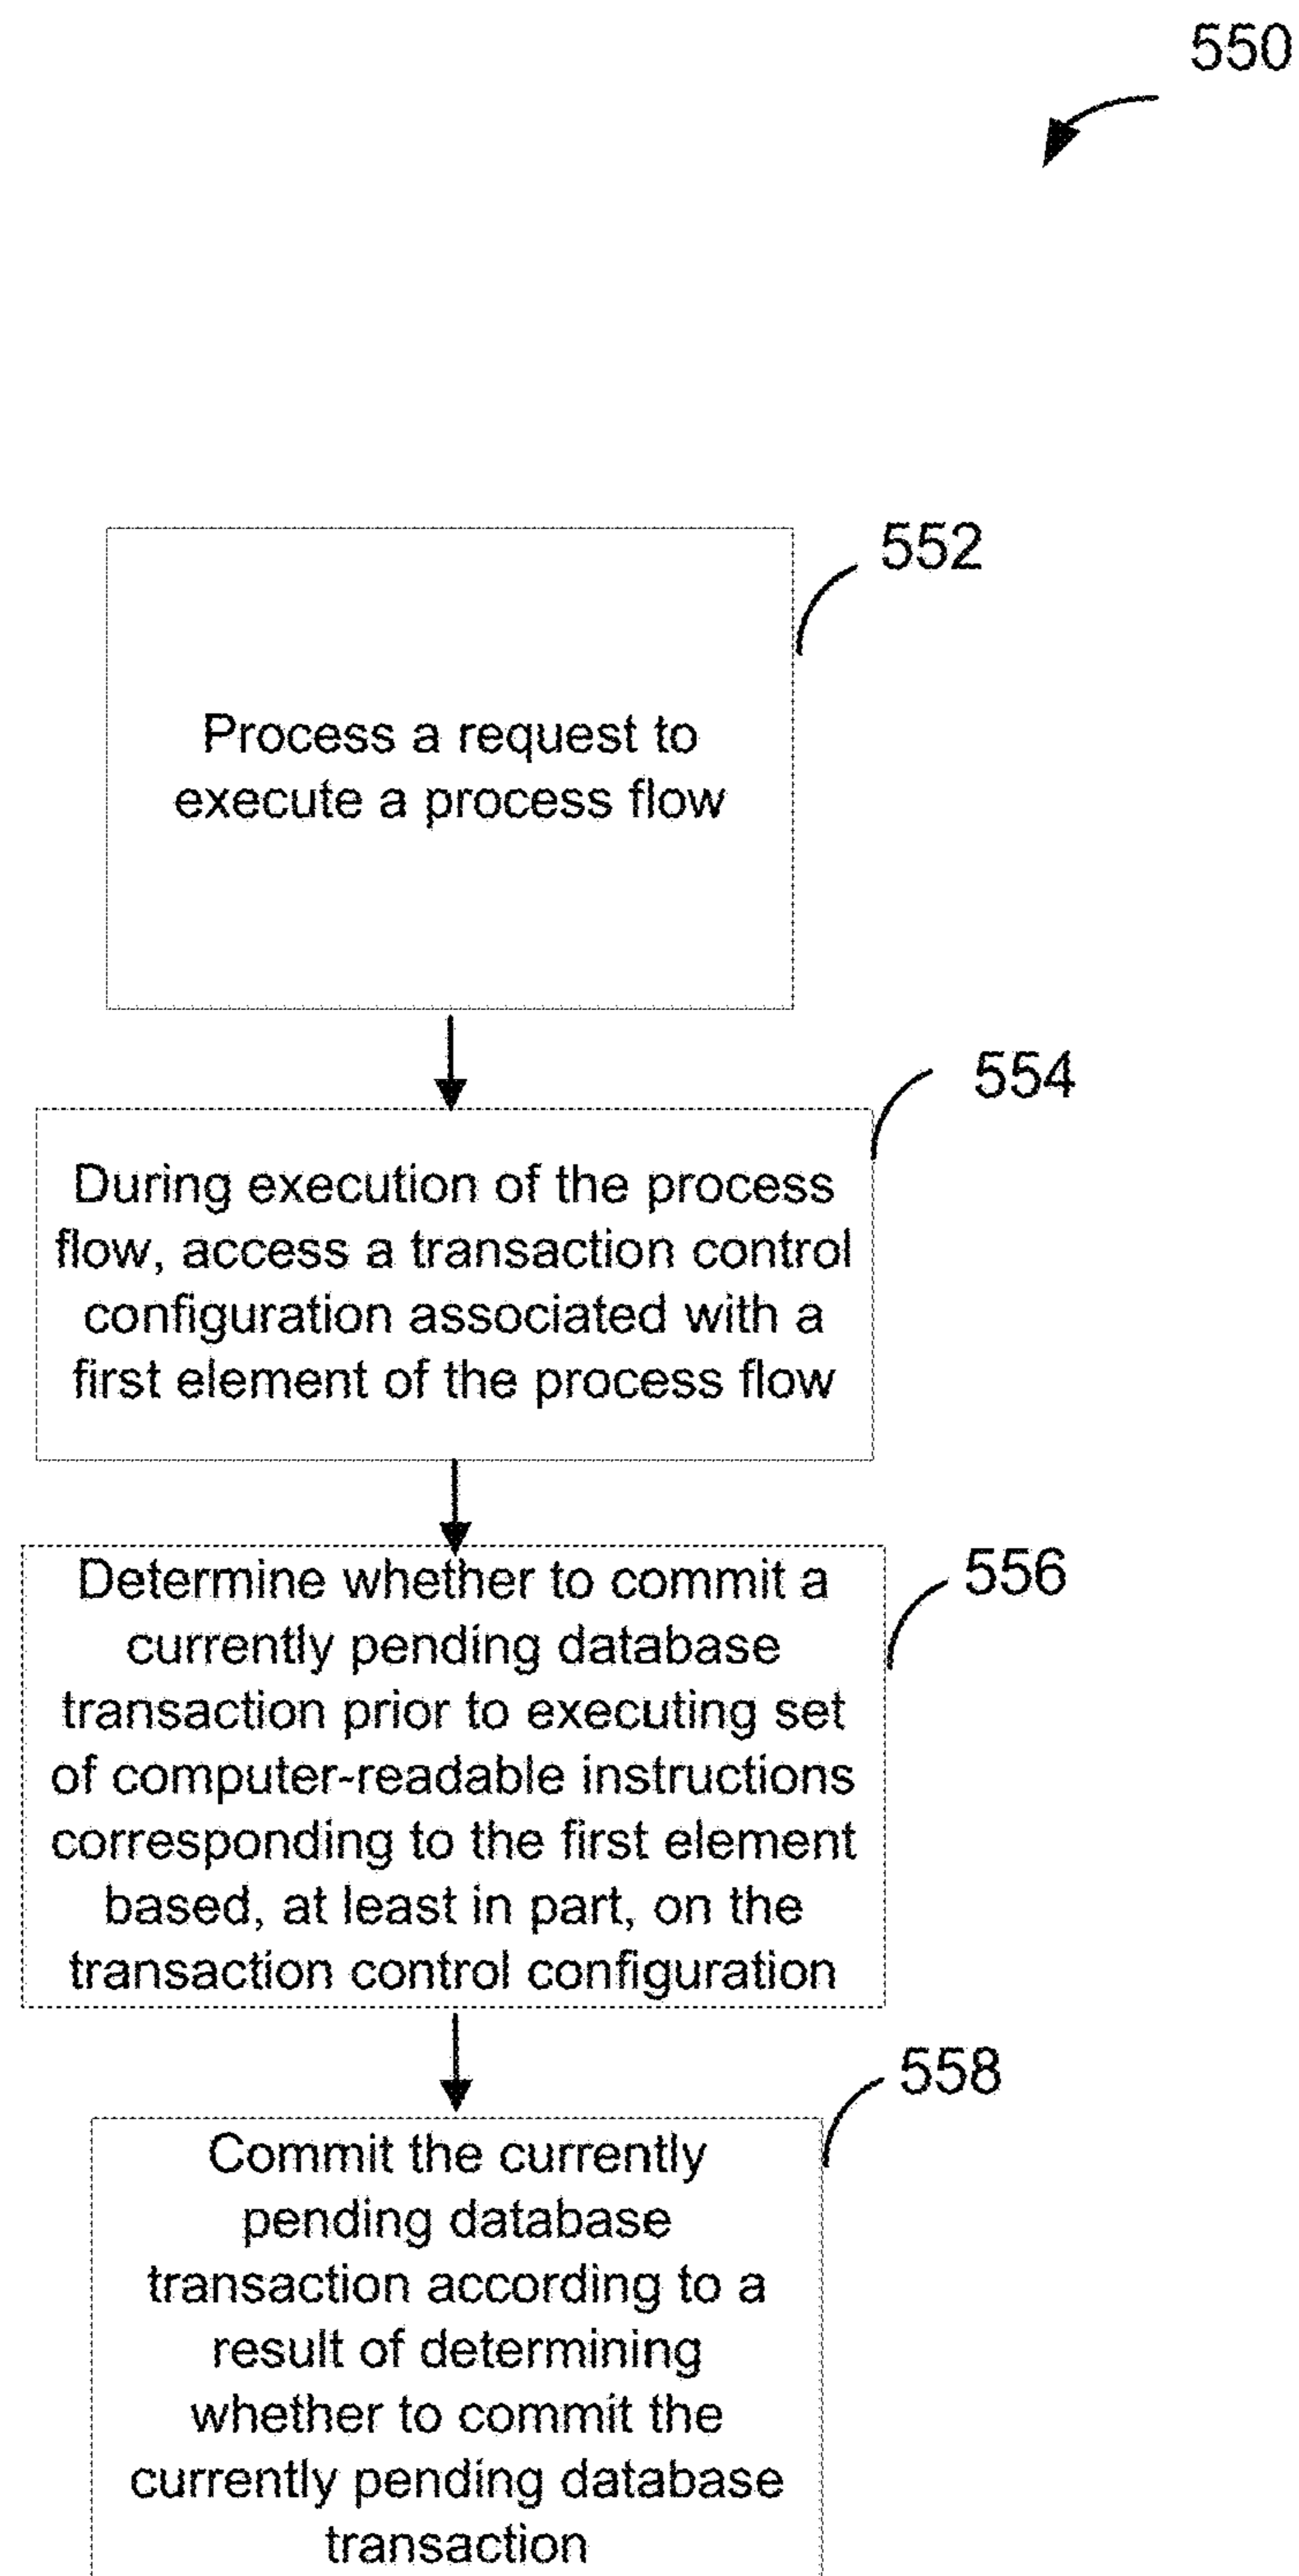 550
552
Process a request to
execute a process flow
554
During execution of the process
flow, access a transaction control
configuration associated with a
first element of the process flow
556
Determine whether to commit a
currently pending database
transaction prior to executing set
of computer-readable instructions
corresponding to the first element
based, at least in part, on the
transaction control configuration
558
Commit the currently
pending database
transaction according to a
result of determining
whether to commit the
currently pending database
transaction